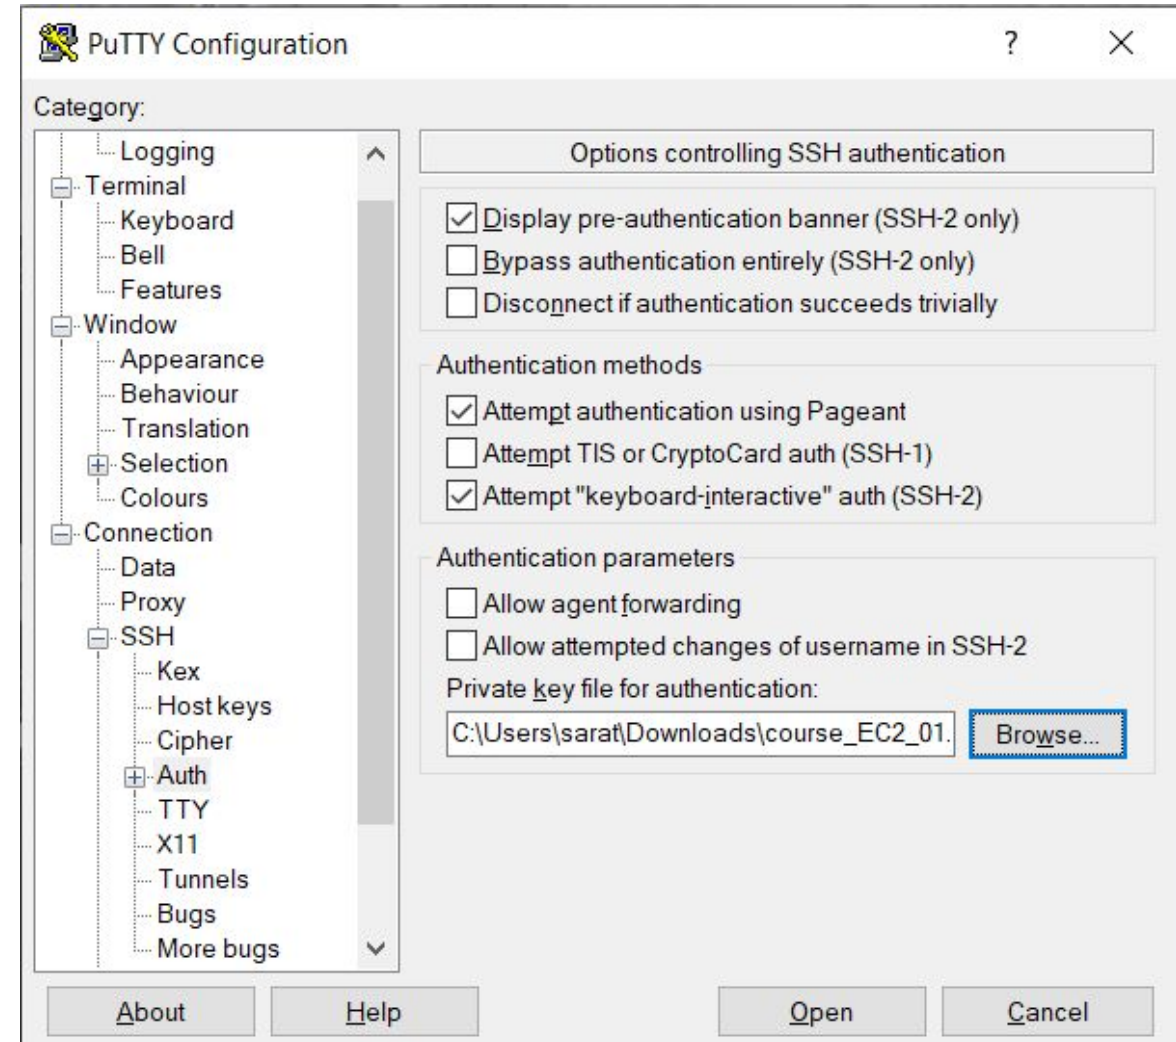 PuTTY Configuration
Category:
Logging
Terminal
Keyboard
Bell
Features
Window
Appearance
Behaviour
Translation
Selection
Colours
Connection
Data
Proxy
SSH
Kex
Host keys
Cipher
Auth
TTY
X11
Tunnels
Bugs
More bugs
Options controlling SSH authentication
Display pre-authentication banner (SSH-2 only)
Bypass authentication entirely (SSH-2 only)
Disconnect if authentication succeeds trivially
Authentication methods
Attempt authentication using Pageant
Attempt TIS or CryptoCard auth (SSH-1)
Attempt "keyboard-interactive" auth (SSH-2)
Authentication parameters
Allow agent forwarding
Allow attempted changes of username in SSH-2
Private key file for authentication:
C:\Users\sarat\Downloads\course_EC2_01. Browse...
About Help Open Cancel